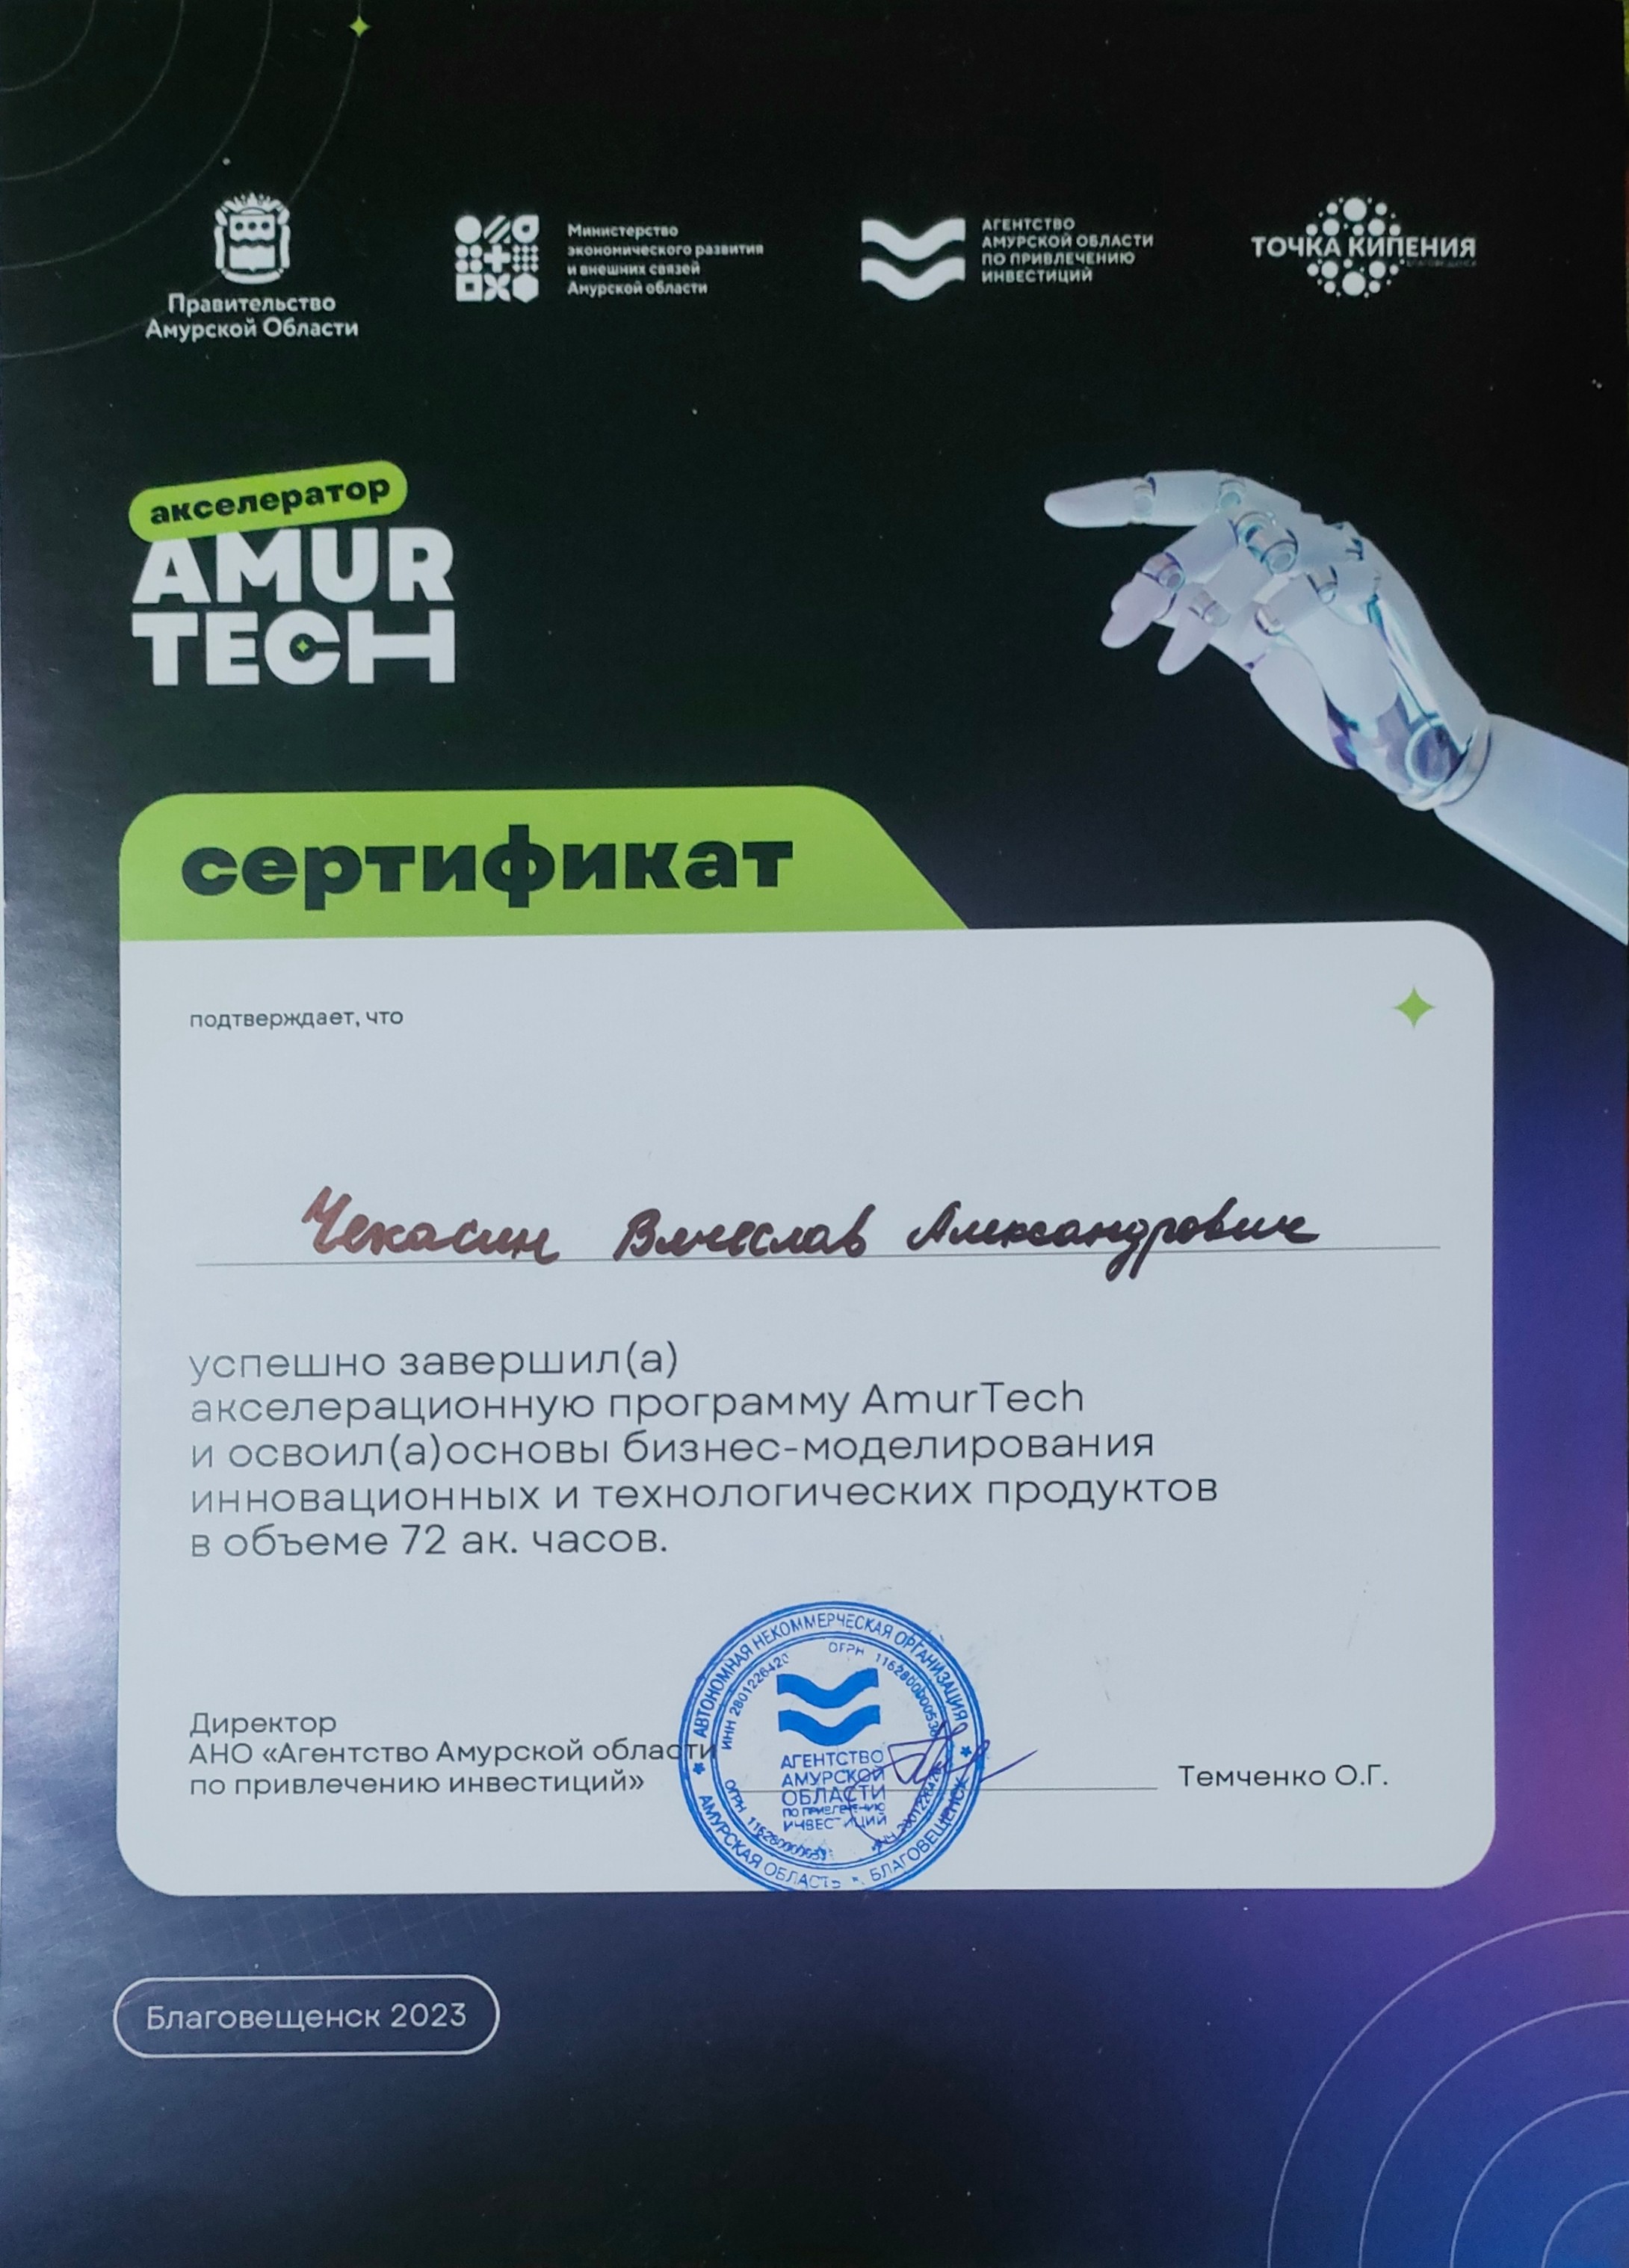 Правительство
Амурской Области
Министерство
экономического развития
и внешних связей
Амурской области
АГЕНТСТВО
АМУРСКОЙ ОБЛАСТИ
ПО ПРИВЛЕЧЕНИЮ
ИНВЕСТИЦИЙ
ТОЧКА КИПЕНИЯ
акселератор
AMUR
TECH
сертификат
подтверждает, что
Чекасин Вячеслав Александрович
успешно завершил(а)
акселерационную программу AmurTech
и освоил(а)основы бизнес-моделирования
инновационных и технологических продуктов
в объеме 72 ак. часов.
Директор
АНО «Агентство Амурской области
по привлечению инвестиций»
АВТОНОМНАЯ НЕКОММЕРЧЕСКАЯ ОРГАНИЗАЦИЯ
АМУРСКАЯ ОБЛАСТЬ * Г. БЛАГОВЕЩЕНСК
ИНН 2801226420
АГЕНТСТВО
АМУРСКОЙ
ОБЛАСТИ
ПО ПРИВЛЕЧЕНИЮ
ИНВЕСТИЦИЙ
Темченко О.Г.
Благовещенск 2023